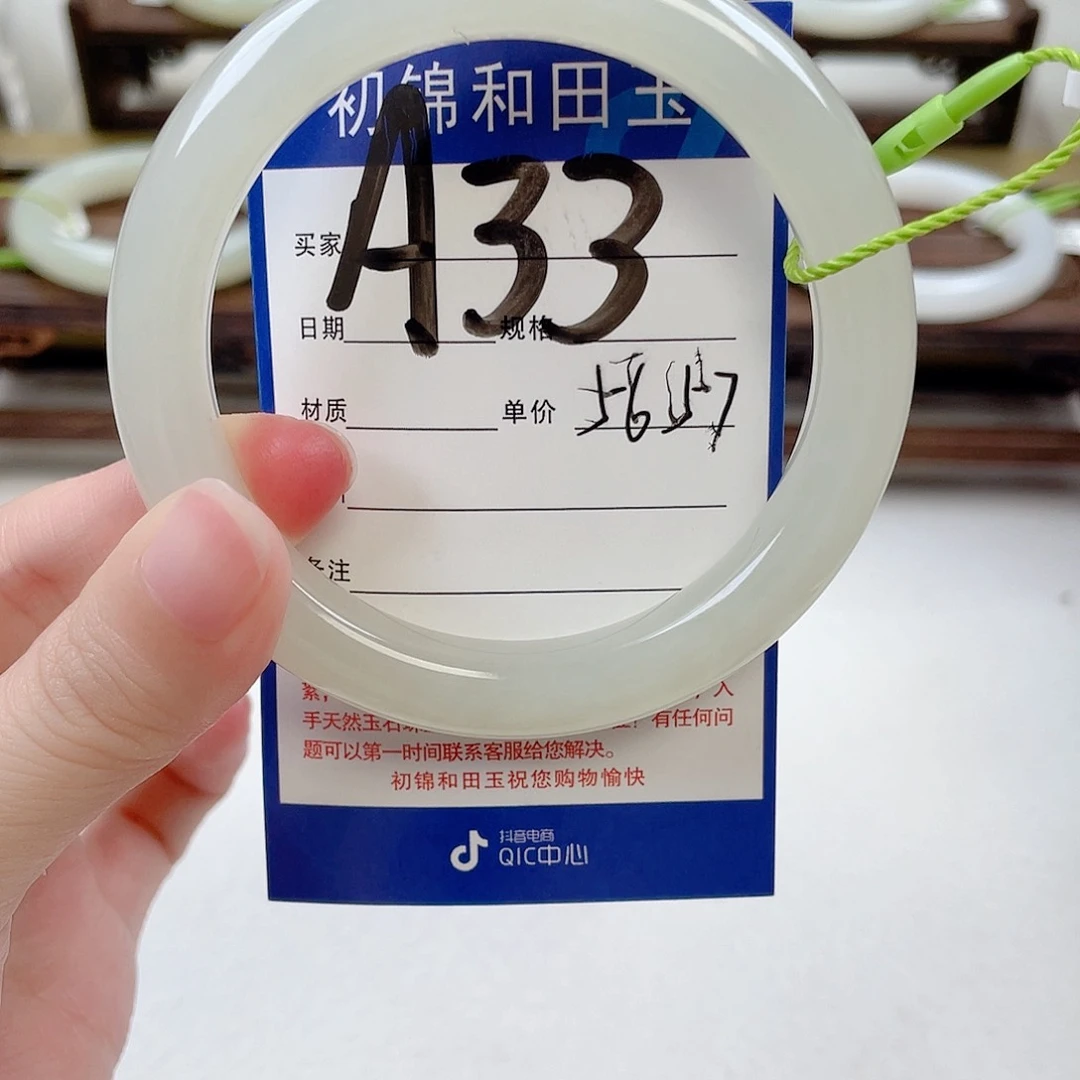 初锦和田玉
A33
买家
日期 规格
材质 单价
备注
手天然玉石 有任何问
题可以第一时间联系客服给您解决。
初锦和田玉祝您购物愉快
抖音电商
QIC中心